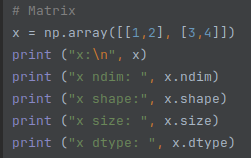 # Matrix
x = np.array([[1,2], [3,4]])
print ("x:\n", x)
print ("x ndim: ", x.ndim)
print ("x shape:", x.shape)
print ("x size: ", x.size)
print ("x dtype: ", x.dtype)